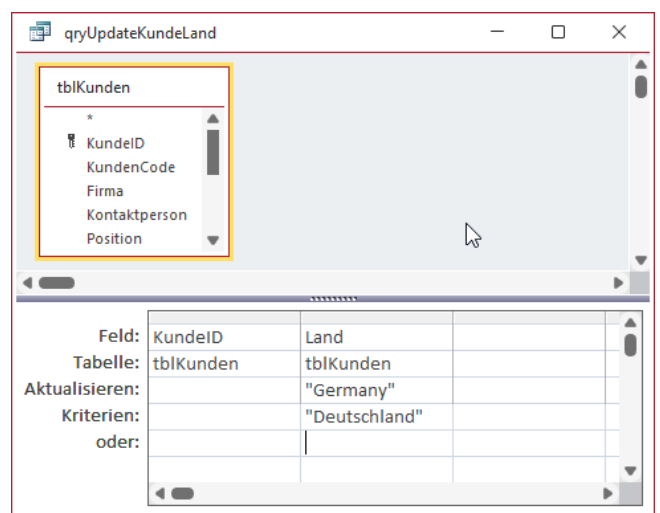 qryUpdateKundeLand
tblKunden
*
KundeID
KundenCode
Firma
Kontaktperson
Position
Feld: KundeID Land
Tabelle: tblKunden tblKunden
Aktualisieren: "Germany"
Kriterien: "Deutschland"
oder: